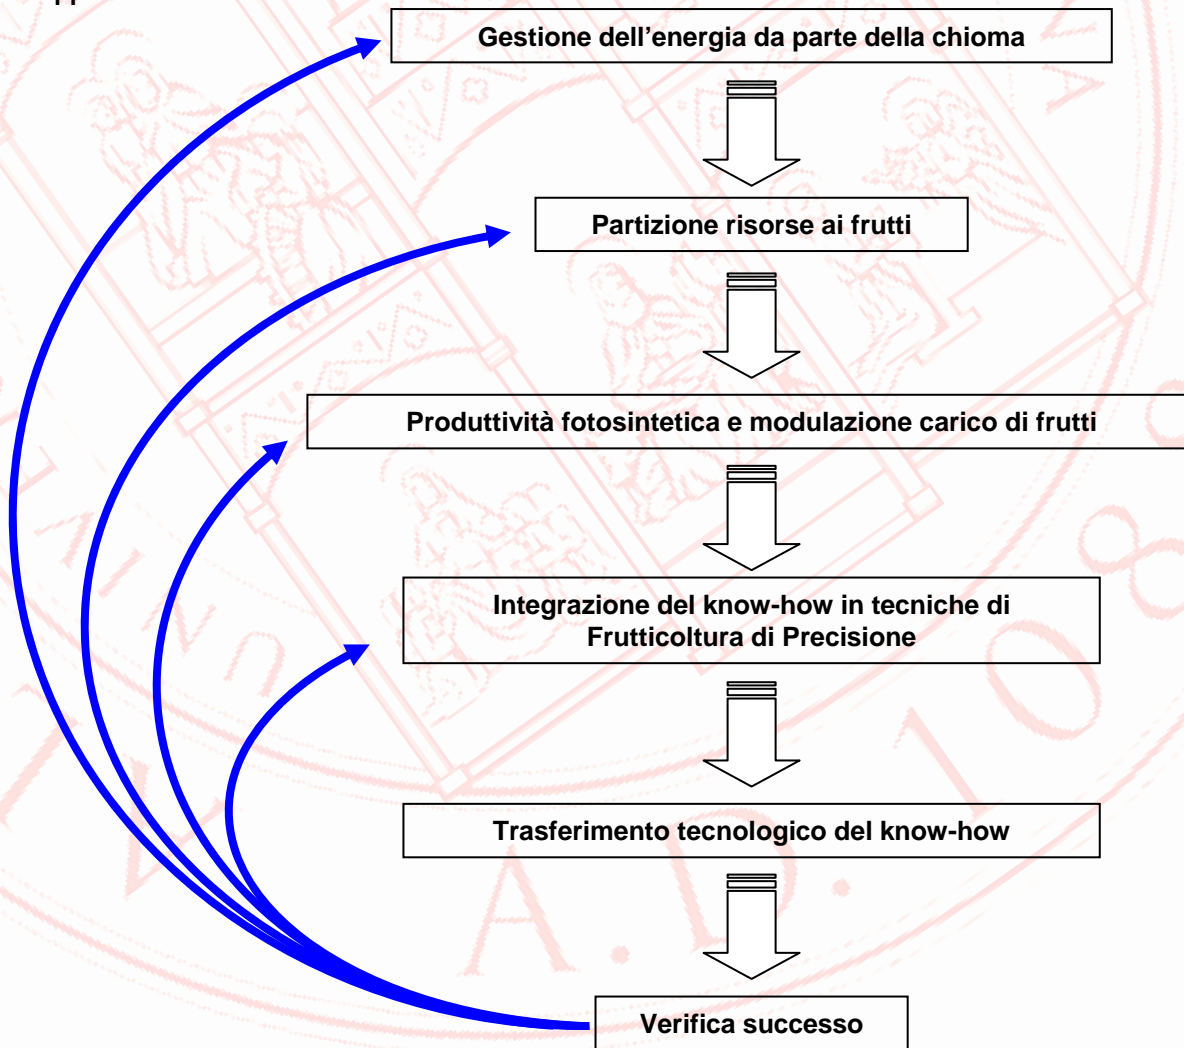 Gestione dell'energia da parte della chioma
Partizione risorse ai frutti
Produttività fotosintetica e modulazione carico di frutti
Integrazione del know-how in tecniche di
Frutticoltura di Precisione
Trasferimento tecnologico del know-how
Verifica successo
A.D. 108